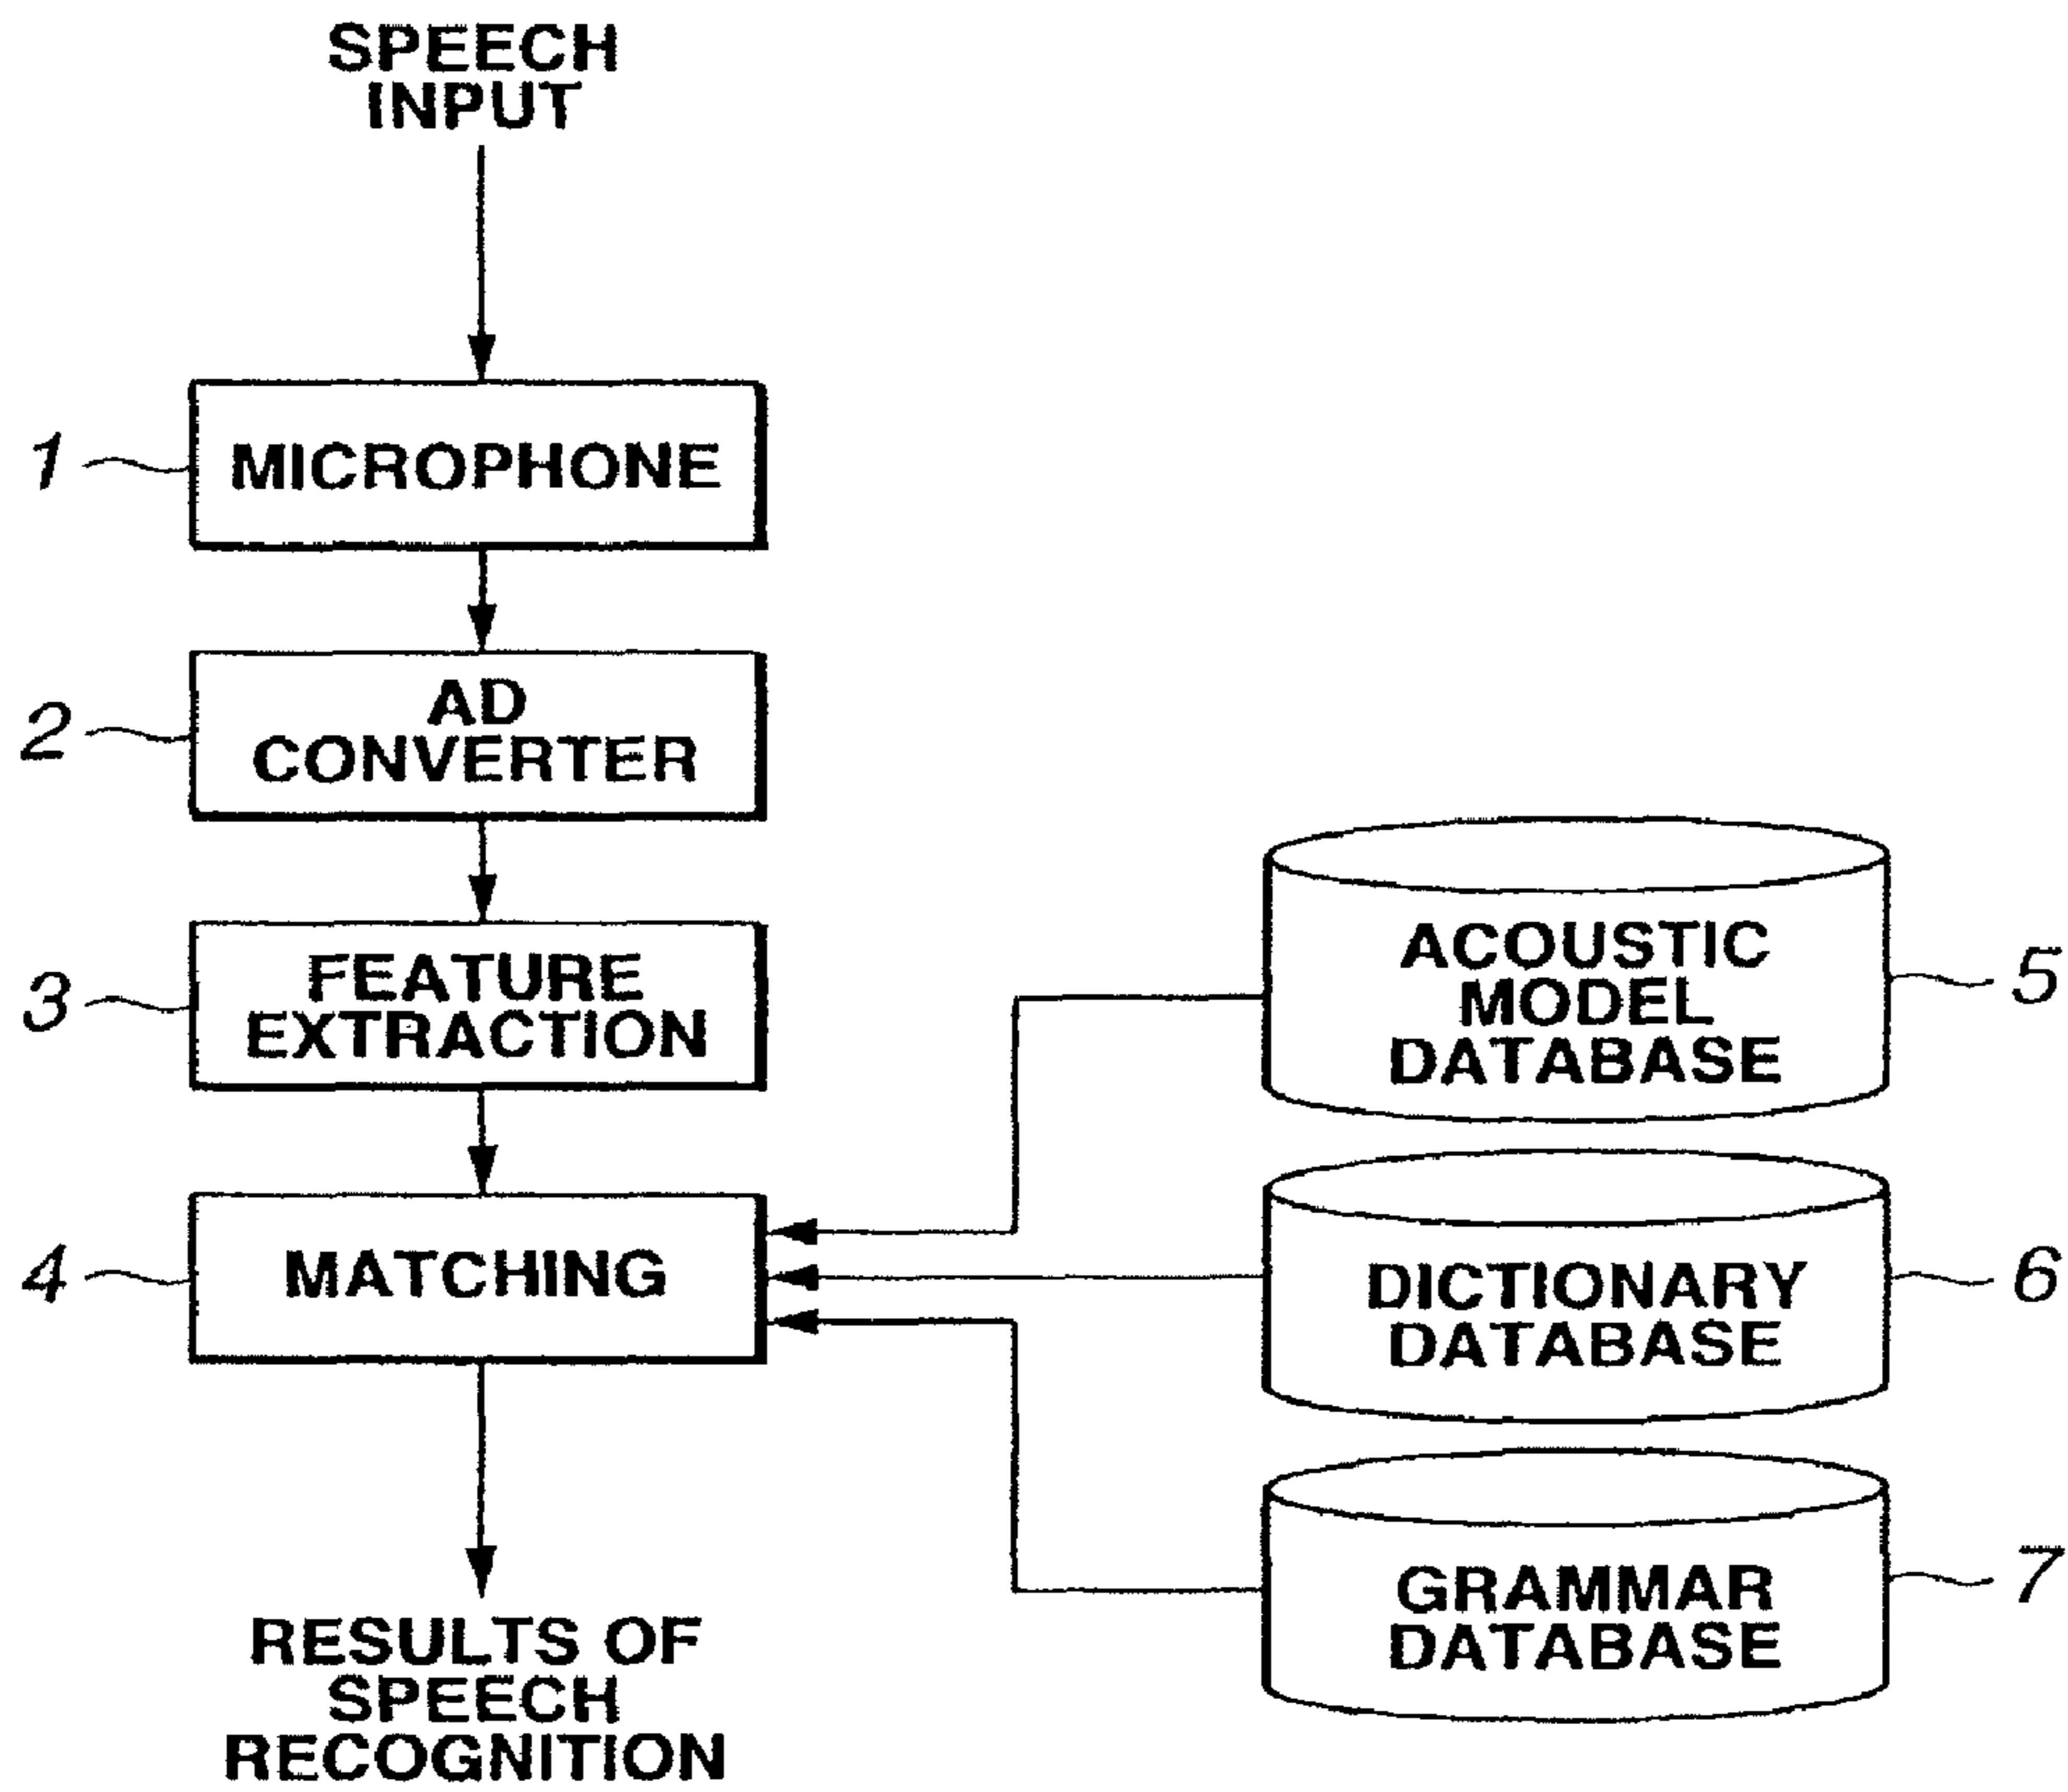 SPEECH
INPUT
1
MICROPHONE
2
AD
CONVERTER
3
FEATURE
EXTRACTION
4
MATCHING
RESULTS OF
SPEECH
RECOGNITION
ACOUSTIC
MODEL
DATABASE
5
DICTIONARY
DATABASE
6
GRAMMAR
DATABASE
7